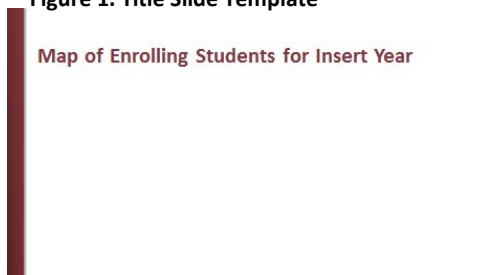 Figure 1. Title Slide Template
Map of Enrolling Students for Insert Year